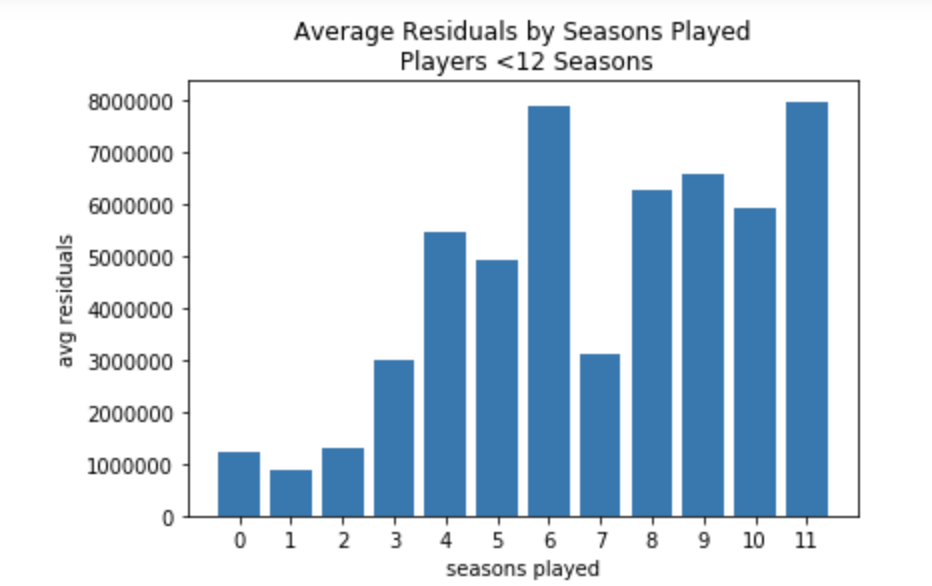 Average Residuals by Seasons Played
Players <12 Seasons
8000000
7000000
6000000
5000000
4000000
3000000
2000000
1000000
0
avg residuals
0 1 2 3 4 5 6 7 8 9 10 11
seasons played